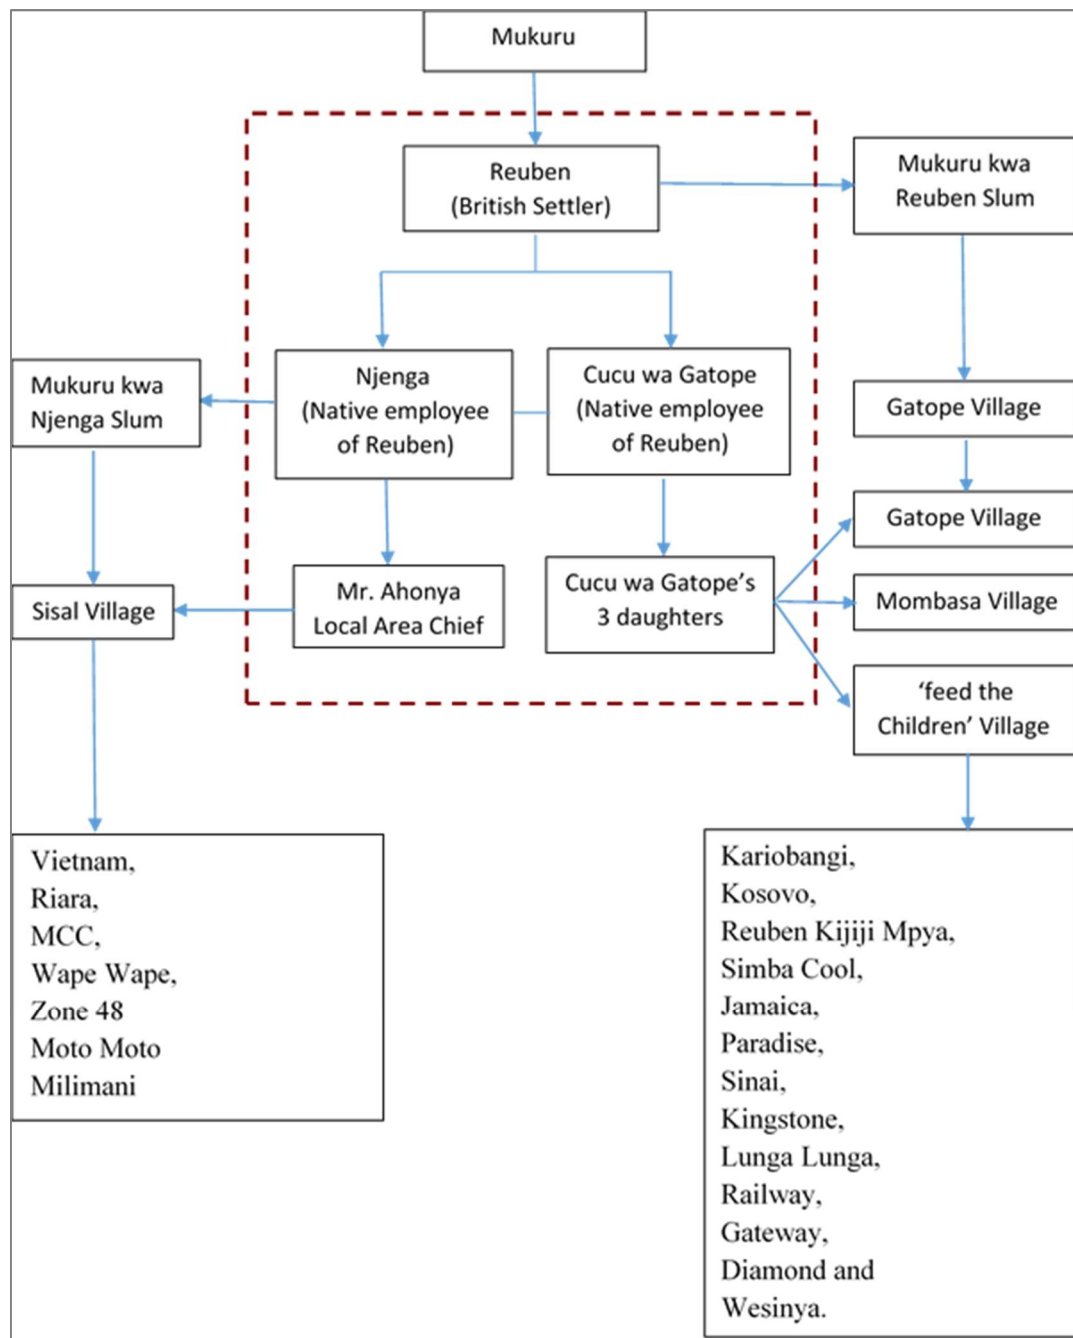 Mukuru
Reuben
(British Settler)
Mukuru kwa
Reuben Slum
Mukuru kwa
Njenga Slum
Njenga
(Native employee
of Reuben)
Cucu wa Gatope
(Native employee
of Reuben)
Gatope Village
Gatope Village
Sisal Village
Mr. Ahonya
Local Area Chief
Cucu wa Gatope’s
3 daughters
Mombasa Village
‘feed the
Children’ Village
Vietnam,
Riara,
MCC,
Wape Wape,
Zone 48
Moto Moto
Milimani
Kariobangi,
Kosovo,
Reuben Kijiji Mpya,
Simba Cool,
Jamaica,
Paradise,
Sinai,
Kingstone,
Lunga Lunga,
Railway,
Gateway,
Diamond and
Wesinya.